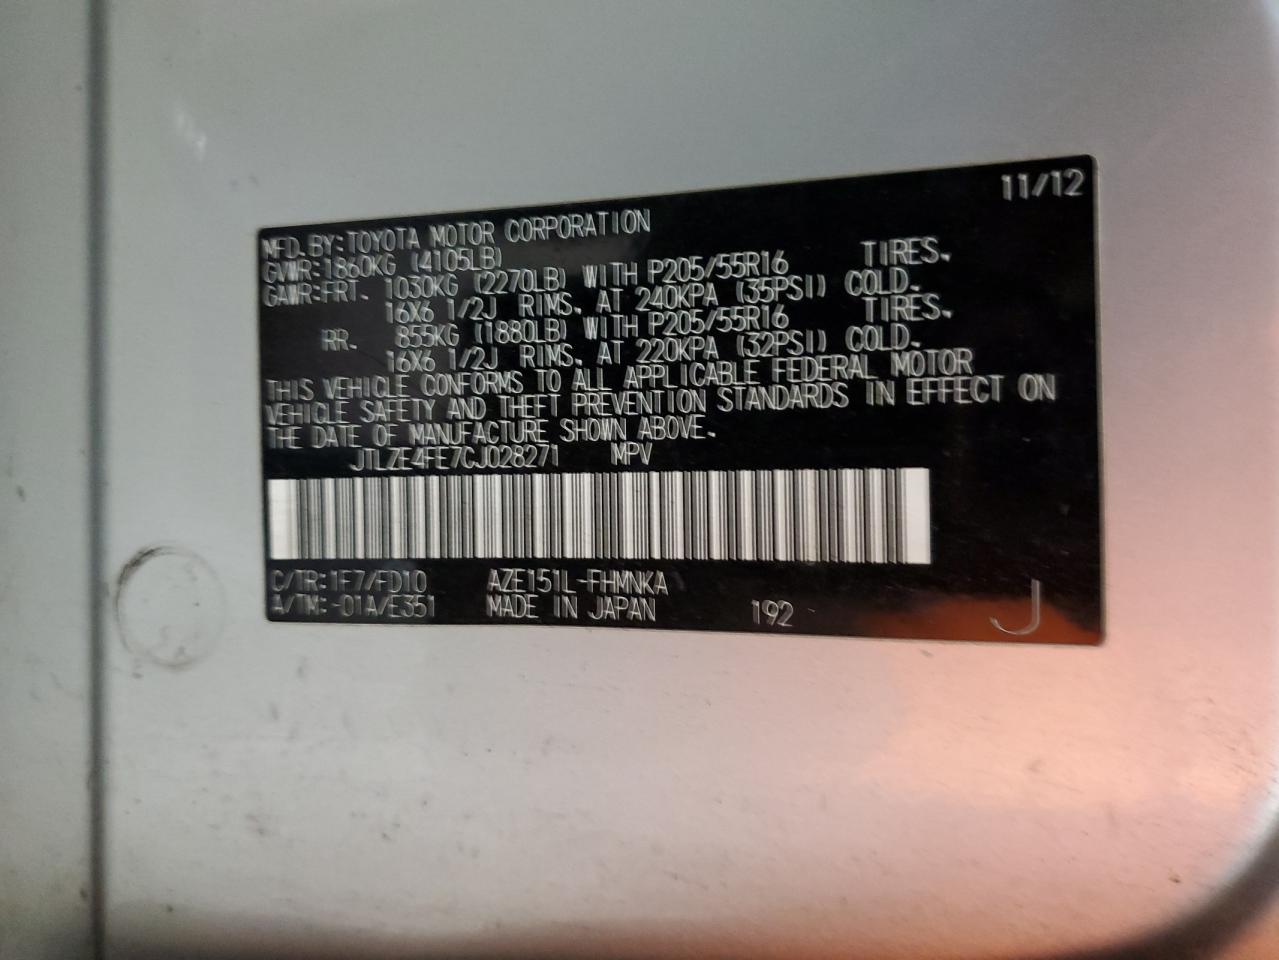 11/12
MFD.BY:TOYOTA MOTOR CORPORATION
GVWR:1860KG (4105LB)
GAWR:FRT. 1030KG (2270LB) WITH P205/55R16 TIRES.
16X6 1/2J RIMS. AT 240KPA (35PSI) COLD.
RR. 855KG (1880LB) WITH P205/55R16 TIRES.
16X6 1/2J RIMS. AT 220KPA (32PSI) COLD.
THIS VEHICLE CONFORMS TO ALL APPLICABLE FEDERAL MOTOR
VEHICLE SAFETY AND THEFT PREVENTION STANDARDS IN EFFECT ON
THE DATE OF MANUFACTURE SHOWN ABOVE.
JTLZE4FE7CJ028271 MPV
C/TR:1F7/FD10 AZE151L-FHMNKA
A/TM:-01A/E351 MADE IN JAPAN 192 J